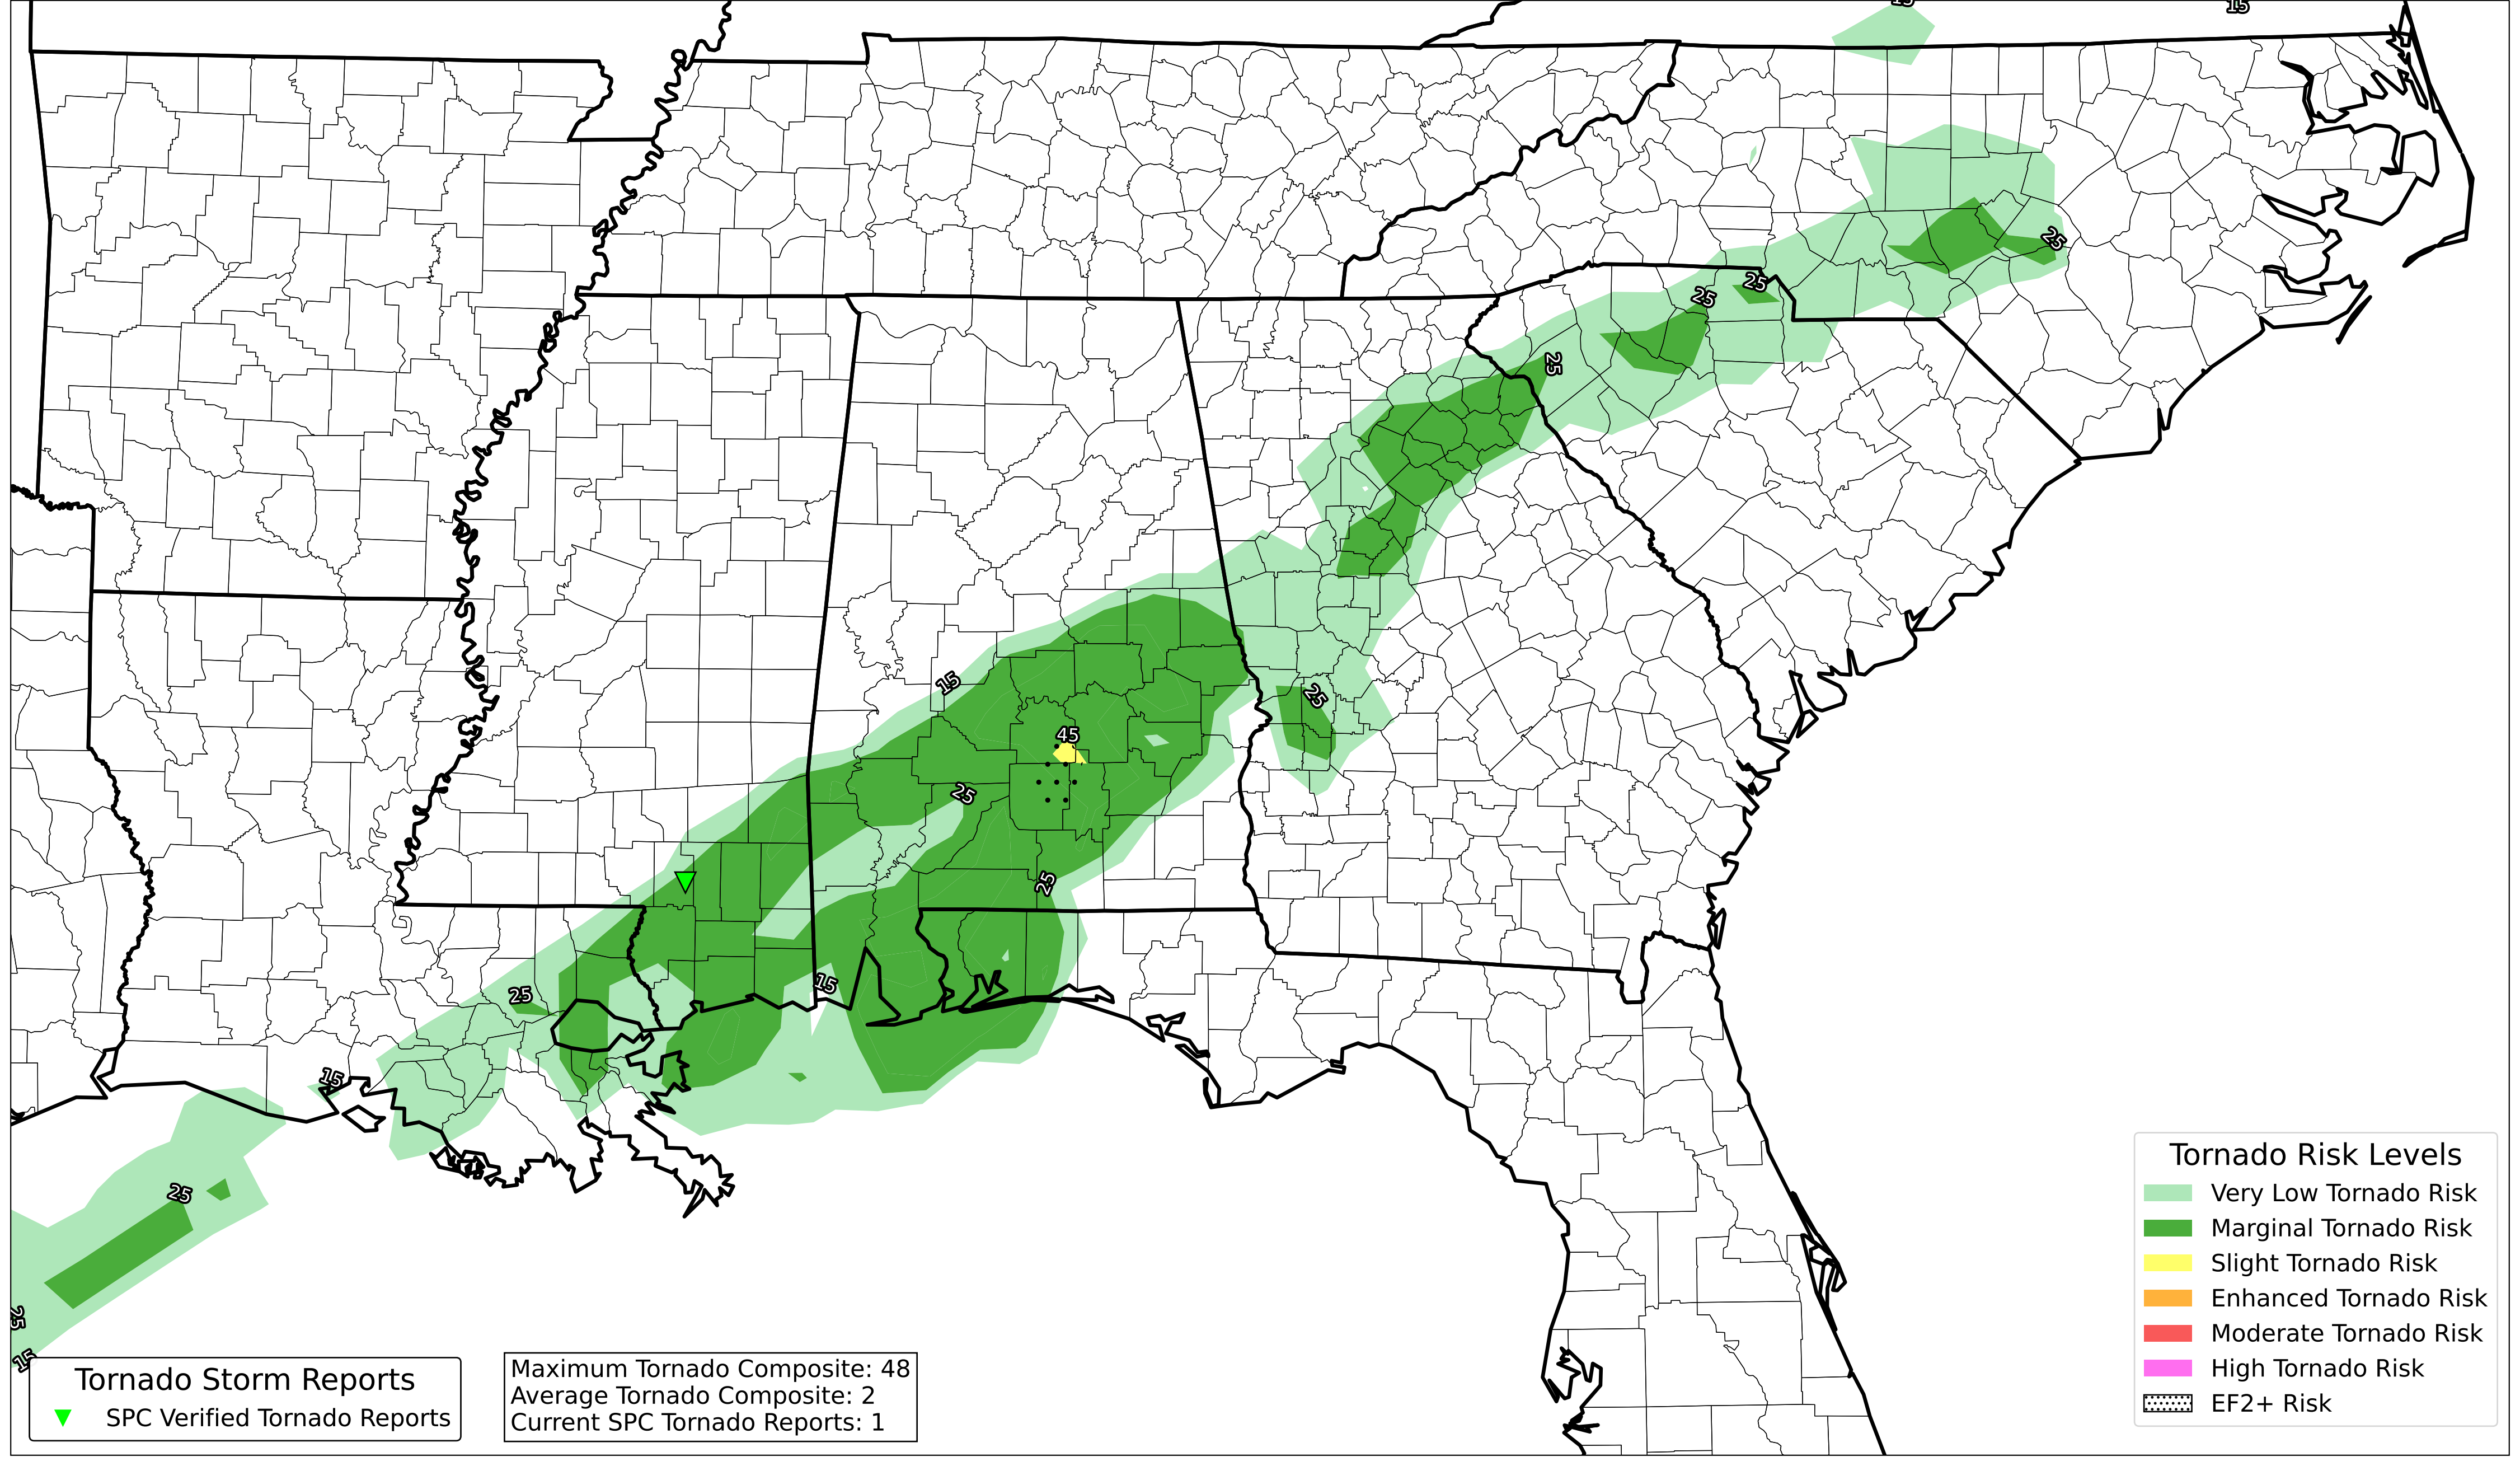 15
15
25
25
25
25
25
15
45
25
25
25
15
15
25
25
15
25
Tornado Risk Levels
Very Low Tornado Risk
Marginal Tornado Risk
Slight Tornado Risk
Enhanced Tornado Risk
Moderate Tornado Risk
High Tornado Risk
EF2+ Risk
Tornado Storm Reports
SPC Verified Tornado Reports
Maximum Tornado Composite: 48
Average Tornado Composite: 2
Current SPC Tornado Reports: 1